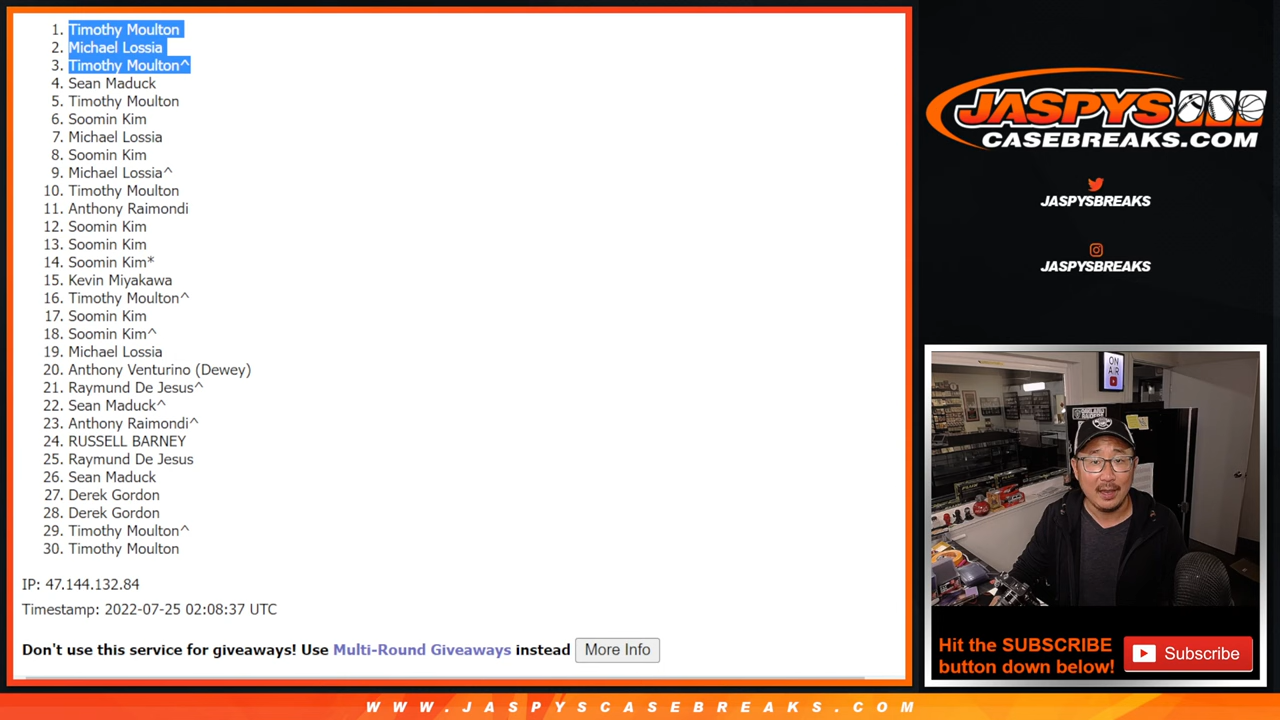 1. Timothy Moulton
2. Michael Lossia
3. Timothy Moulton^
4. Sean Maduck
5. Timothy Moulton
6. Soomin Kim
7. Michael Lossia
8. Soomin Kim
9. Michael Lossia^
10. Timothy Moulton
11. Anthony Raimondi
12. Soomin Kim
13. Soomin Kim
14. Soomin Kim*
15. Kevin Miyakawa
16. Timothy Moulton^
17. Soomin Kim
18. Soomin Kim^
19. Michael Lossia
20. Anthony Venturino (Dewey)
21. Raymund De Jesus^
22. Sean Maduck^
23. Anthony Raimondi^
24. RUSSELL BARNEY
25. Raymund De Jesus
26. Sean Maduck
27. Derek Gordon
28. Derek Gordon
29. Timothy Moulton^
30. Timothy Moulton
IP: 47.144.132.84
Timestamp: 2022-07-25 02:08:37 UTC
Don't use this service for giveaways! Use Multi-Round Giveaways instead More Info
JASPYS
CASEBREAKS.COM
JASPYSBREAKS
JASPYSBREAKS
ON
AIR
Hit the SUBSCRIBE
button down below!
Subscribe
WWW.JASPYSCASEBREAKS.COM